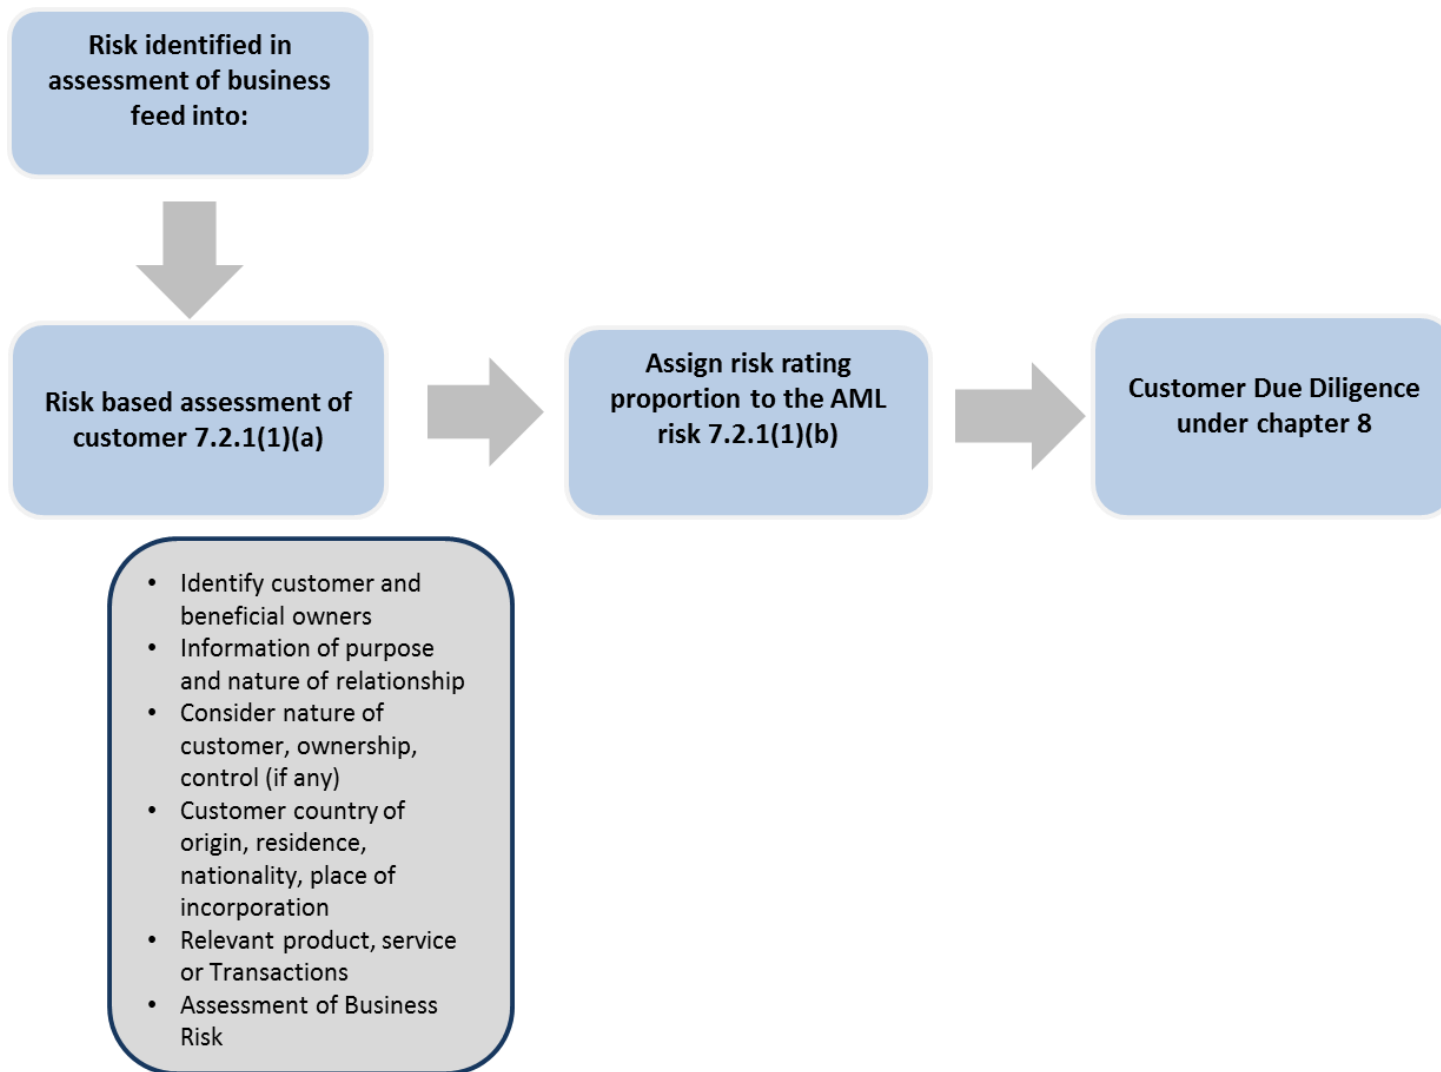 Risk identified in
assessment of business
feed into:
Risk based assessment of
customer 7.2.1(1)(a)
Assign risk rating
proportion to the AML
risk 7.2.1(1)(b)
Customer Due Diligence
under chapter 8
• Identify customer and
beneficial owners
• Information of purpose
and nature of relationship
• Consider nature of
customer, ownership,
control (if any)
• Customer country of
origin, residence,
nationality, place of
incorporation
• Relevant product, service
or Transactions
• Assessment of Business
Risk